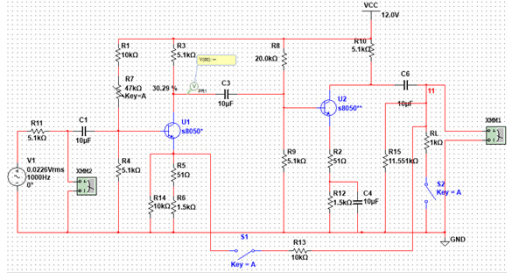 VCC
12.0V
R1
10kΩ
R3
5.1kΩ
R8
20.0kΩ
R10
5.1kΩ
R7
47kΩ
Key=A
30.29 %
C3
10μF
C6
10μF
11
U2
s8050**
R11
5.1kΩ
C1
10μF
U1
s8050*
XMM1
RL
1kΩ
V1
0.0226Vrms
1000Hz
0°
XMM2
R4
5.1kΩ
R5
51Ω
R9
5.1kΩ
R2
51Ω
R15
11.551kΩ
S2
Key = A
R14
10kΩ
R6
1.5kΩ
R12
1.5kΩ
C4
10μF
S1
Key = A
R13
10kΩ
GND